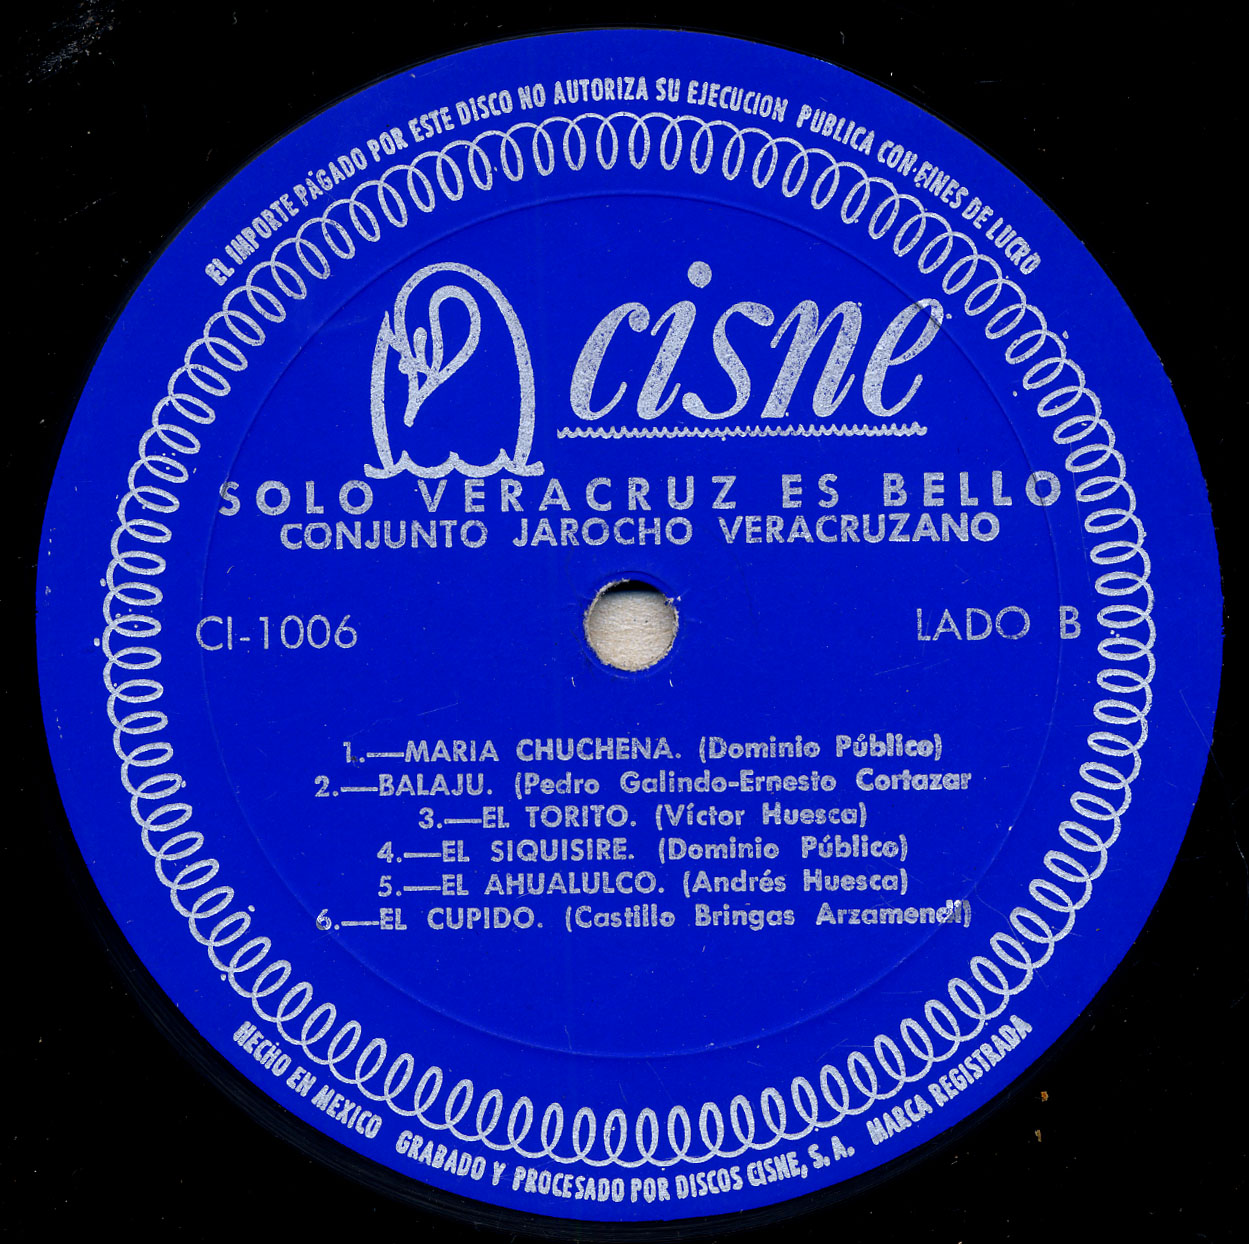 EL IMPORTE PAGADO POR ESTE DISCO NO AUTORIZA SU EJECUCION PUBLICA CON FINES DE LUCRO
cisne
SOLO VERACRUZ ES BELLO
CONJUNTO JAROCHO VERACRUZANO
CI-1006
LADO B
1.—MARIA CHUCHENA. (Dominio Público)
2.—BALAJU. (Pedro Galindo-Ernesto Cortazar
3.—EL TORITO. (Víctor Huesca)
4.—EL SIQUISIRE. (Dominio Público)
5.—EL AHUALULCO. (Andrés Huesca)
6.—EL CUPIDO. (Castillo Bringas Arzamendi)
HECHO EN MEXICO GRABADO Y PROCESADO POR DISCOS CISNE, S. A. MARCA REGISTRADA